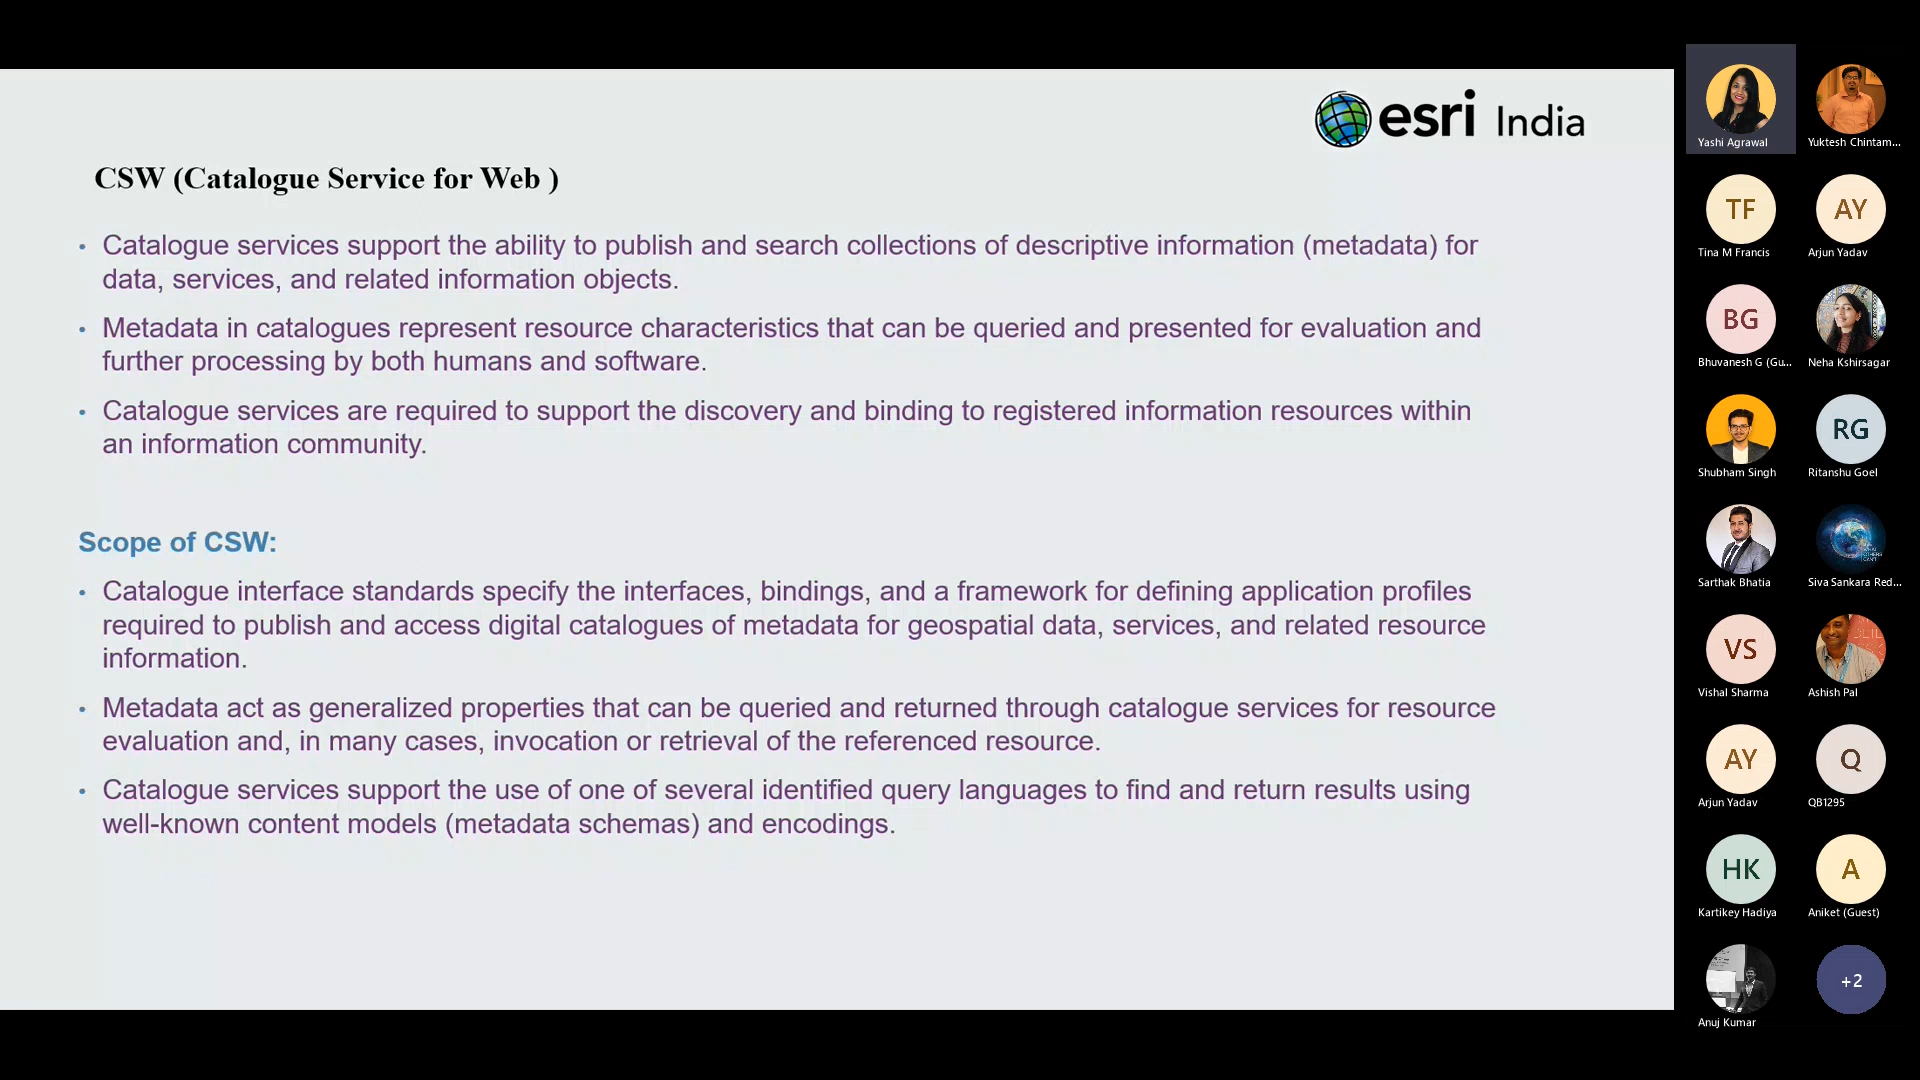 esri India
CSW (Catalogue Service for Web )
• Catalogue services support the ability to publish and search collections of descriptive information (metadata) for
data, services, and related information objects.
• Metadata in catalogues represent resource characteristics that can be queried and presented for evaluation and
further processing by both humans and software.
• Catalogue services are required to support the discovery and binding to registered information resources within
an information community.
Scope of CSW:
• Catalogue interface standards specify the interfaces, bindings, and a framework for defining application profiles
required to publish and access digital catalogues of metadata for geospatial data, services, and related resource
information.
• Metadata act as generalized properties that can be queried and returned through catalogue services for resource
evaluation and, in many cases, invocation or retrieval of the referenced resource.
• Catalogue services support the use of one of several identified query languages to find and return results using
well-known content models (metadata schemas) and encodings.
Yashi Agrawal
Yuktesh Chintam...
TF
Tina M Francis
AY
Arjun Yadav
BG
Bhuvanesh G (Gu...
Neha Kshirsagar
Shubham Singh
RG
Ritanshu Goel
Sarthak Bhatia
Siva Sankara Red...
VS
Vishal Sharma
Ashish Pal
AY
Arjun Yadav
Q
QB1295
HK
Kartikey Hadiya
A
Aniket (Guest)
Anuj Kumar
+2